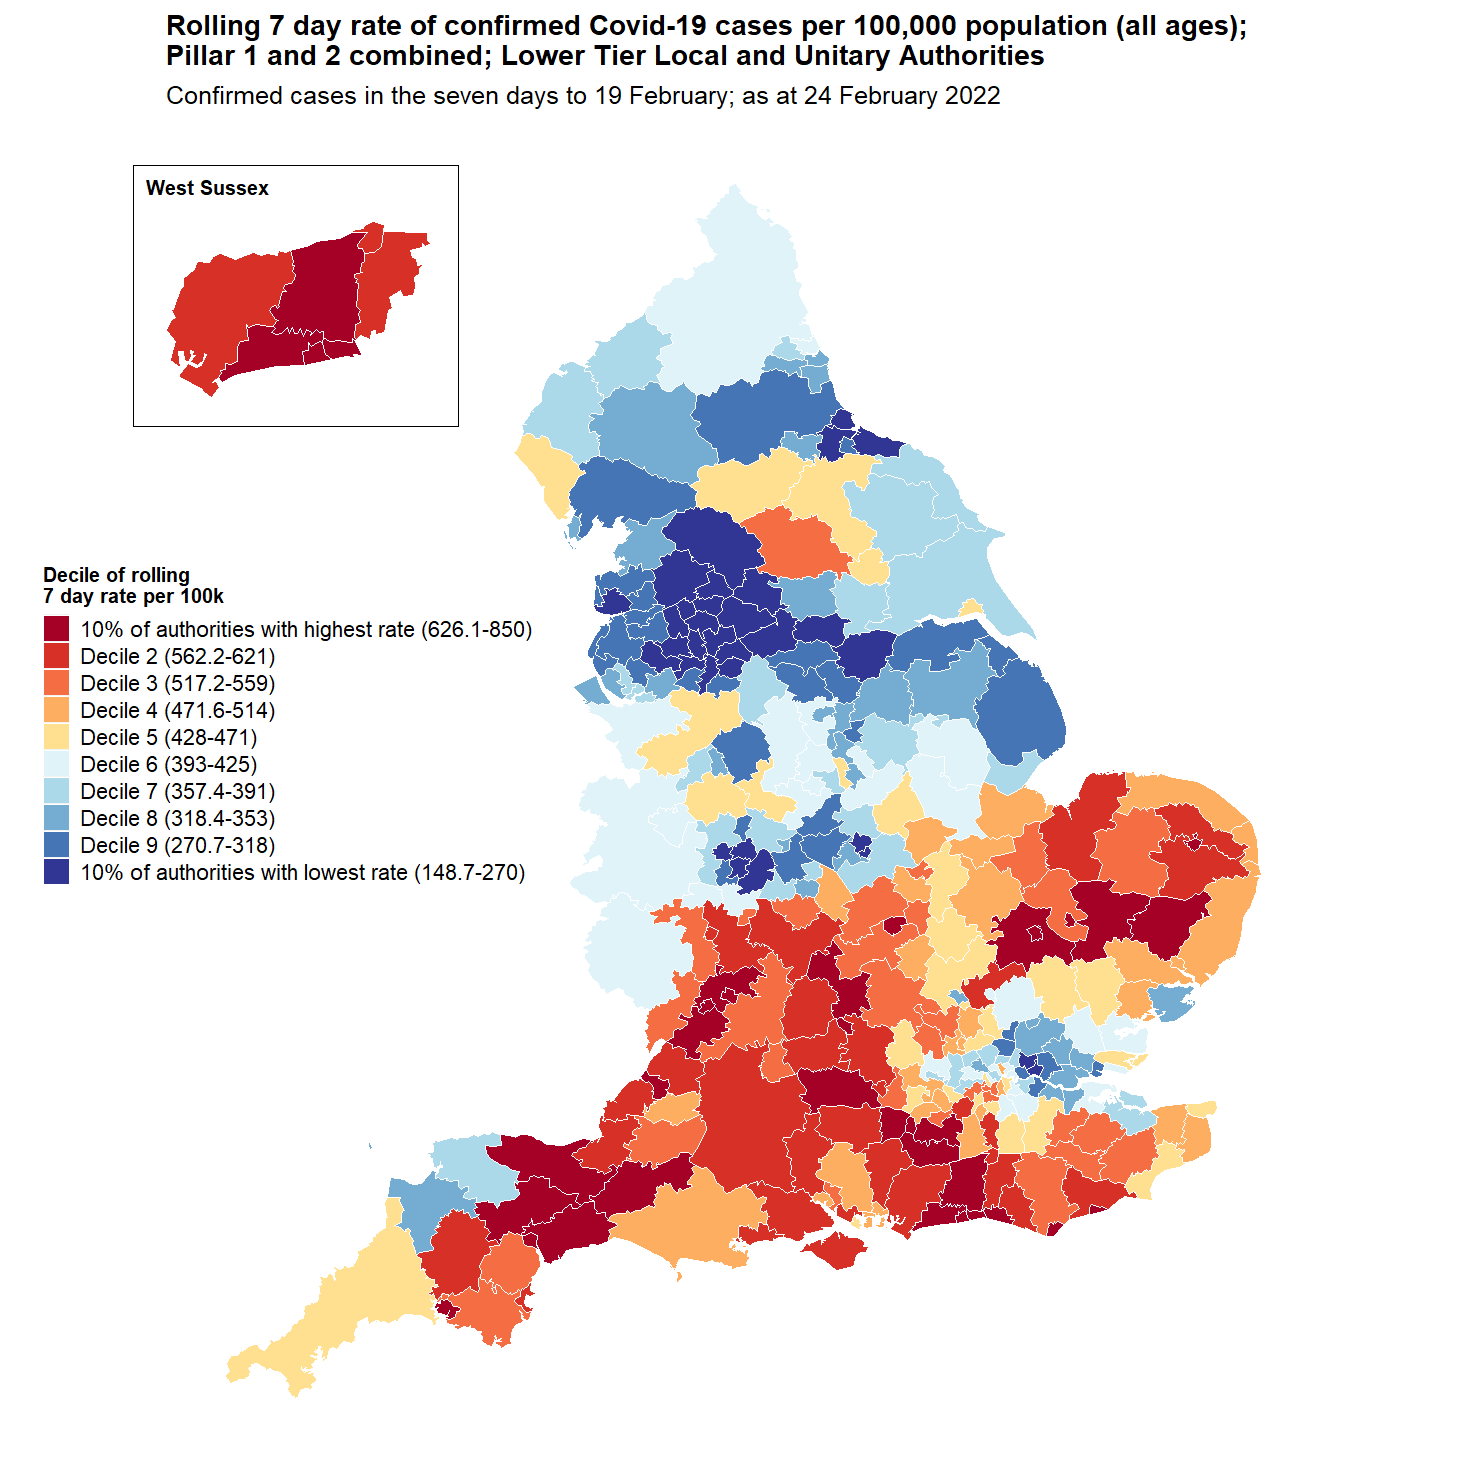 Rolling 7 day rate of confirmed Covid-19 cases per 100,000 population (all ages);
Pillar 1 and 2 combined; Lower Tier Local and Unitary Authorities
Confirmed cases in the seven days to 19 February; as at 24 February 2022
West Sussex
Decile of rolling
7 day rate per 100k
10% of authorities with highest rate (626.1-850)
Decile 2 (562.2-621)
Decile 3 (517.2-559)
Decile 4 (471.6-514)
Decile 5 (428-471)
Decile 6 (393-425)
Decile 7 (357.4-391)
Decile 8 (318.4-353)
Decile 9 (270.7-318)
10% of authorities with lowest rate (148.7-270)